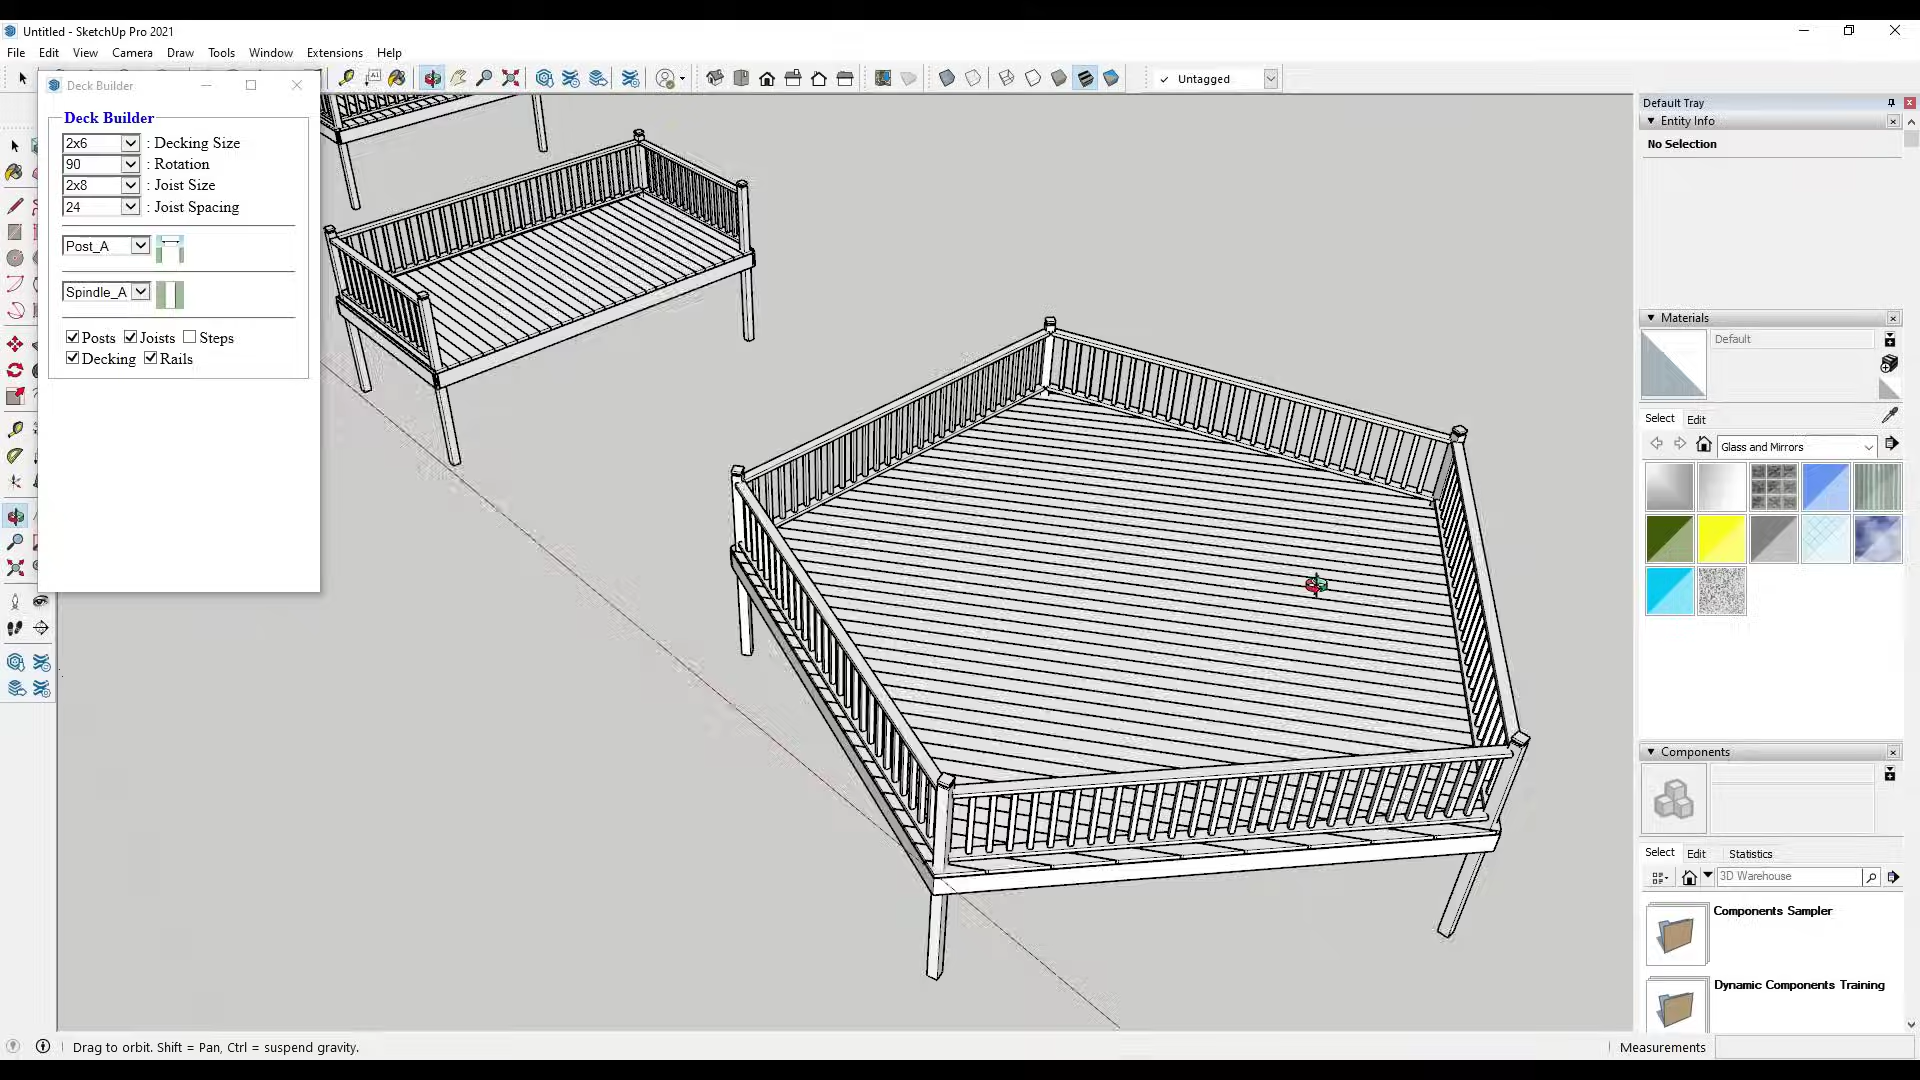 Untitled - SketchUp Pro 2021
File Edit View Camera Draw Tools Window Extensions Help
Untagged
Deck Builder
Deck Builder
2x6 : Decking Size
90 : Rotation
2x8 : Joist Size
24 : Joist Spacing
Post_A
Spindle_A
Posts Joists Steps
Decking Rails
Default Tray
Entity Info
No Selection
Materials
Default
Select Edit
Glass and Mirrors
Components
Select Edit Statistics
3D Warehouse
Components Sampler
Dynamic Components Training
Drag to orbit. Shift = Pan, Ctrl = suspend gravity.
Measurements